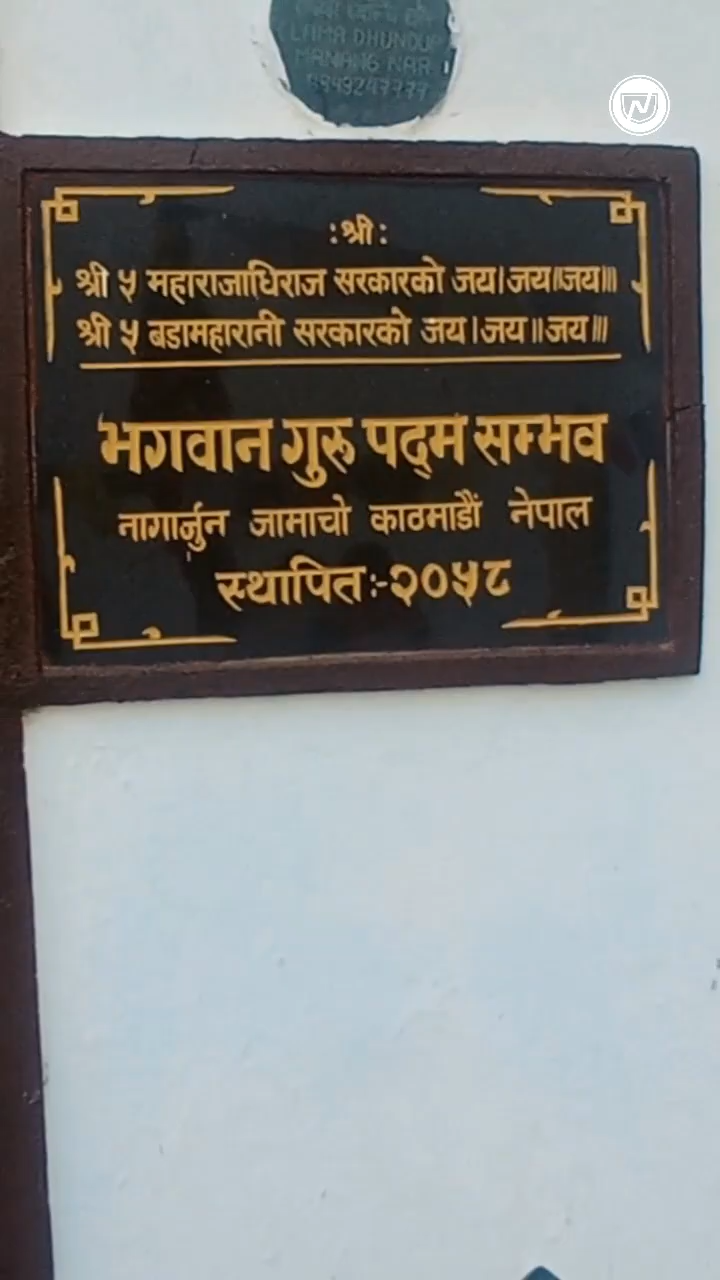 LAMA DHUNDUP
MANANG NAR
:श्री:
श्री ५ महाराजाधिराज सरकारको जय।जय॥जय॥।
श्री ५ बडामहारानी सरकारको जय।जय॥जय॥।
भगवान गुरु पद्‌म सम्भव
नागार्जुन जामाचो काठमाडौं नेपाल
स्थापितः-२०५८